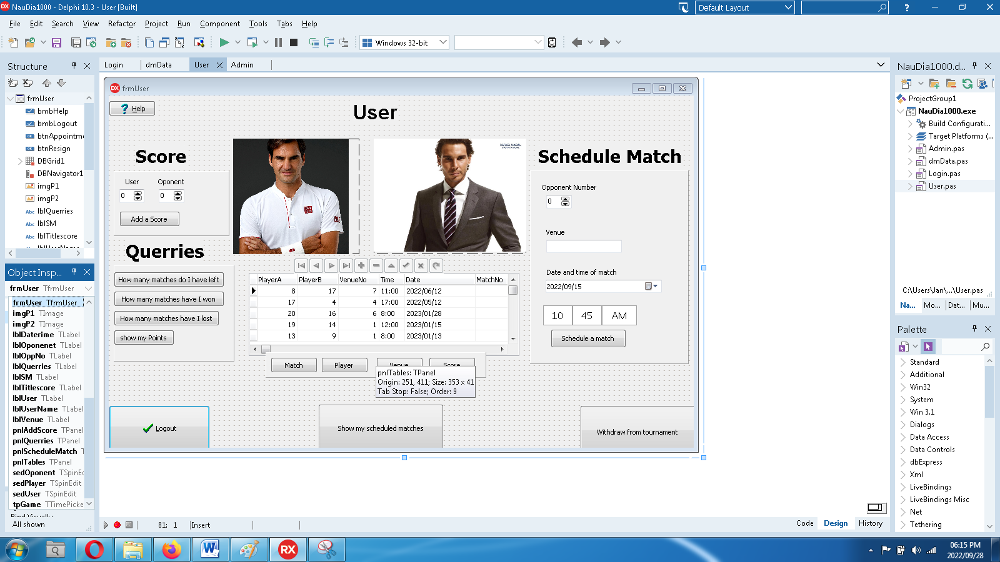 NauDia1000 - Delphi 10.3 - User [Built]
Default Layout
File Edit Search View Refactor Project Run Component Tools Tabs Help
Windows 32-bit
Structure
frmUser
bmbHelp
bmbLogout
btnAppointm
btnResign
DBGrid1
DBNavigator1
imgP1
imgP2
lblQuerries
lblSM
lblTitlescore
Object Insp...
frmUser TfrmUser
frmUser TfrmUser
imgP1 TImage
imgP2 TImage
lblDaterime TLabel
lblOponenet TLabel
lblOppNo TLabel
lblQuerries TLabel
lblSM TLabel
lblTitlescore TLabel
lblUser TLabel
lblUserName TLabel
lblVenue TLabel
pnlAddScore TPanel
pnlQuerries TPanel
pnlScheduleMatch T
pnlTables TPanel
sedOponent TSpinEd
sedPlayer TSpinEdit
sedUser TSpinEdit
tpGame TTimePicke
Bind Visually...
All shown
Login dmData User Admin
frmUser
Help
User
Score
User Oponent
0 0
Add a Score
Querries
How many matches do I have left
How many matches have I won
How many matches have I lost
show my Points
RAFAEL NADAL
PlayerA PlayerB VenueNo Time Date MatchNo
8 17 7 11:00 2022/06/12
17 4 4 17:00 2022/05/12
20 16 6 8:00 2023/01/28
19 14 1 12:00 2023/01/15
13 9 1 8:00 2023/01/13
Match Player Venue Score
pnlTables: TPanel
Origin: 251, 411; Size: 353 x 41
Tab Stop: False; Order: 9
Schedule Match
Opponent Number
0
Venue
Date and time of match
2022/09/15
10 45 AM
Schedule a match
Logout
Show my scheduled matches
Withdraw from tournament
81: 1 Insert
Code Design History
NauDia1000.d...
ProjectGroup1
NauDia1000.exe
Build Configurati...
Target Platforms (...
Admin.pas
dmData.pas
Login.pas
User.pas
C:\Users\Jan\...\User.pas
Na... Mo... Dat... Mu...
Palette
Standard
Additional
Win32
System
Win 3.1
Dialogs
Data Access
Data Controls
dbExpress
Xml
LiveBindings
LiveBindings Misc
Net
Tethering
06:15 PM
2022/09/28